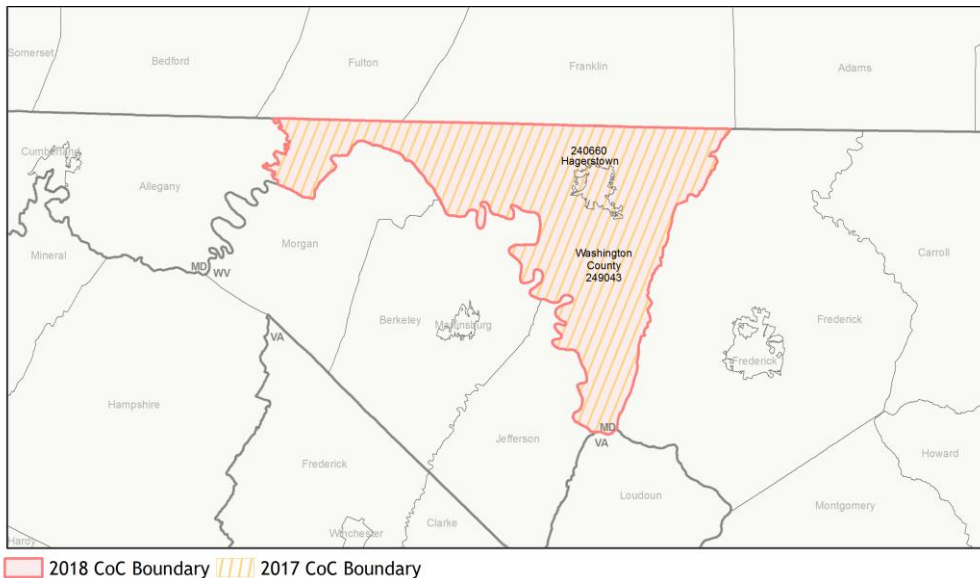 Somerset
Bedford
Fulton
Franklin
Adams
Cumberland
Allegany
240660
Hagerstown
Mineral
MD
WV
Morgan
Washington
County
249043
Carroll
Berkeley
Martinsburg
Frederick
VA
Frederick
Hampshire
Jefferson
MD
VA
Frederick
Loudoun
Howard
Montgomery
Clarke
Winchester
Hardy
2018 CoC Boundary
2017 CoC Boundary